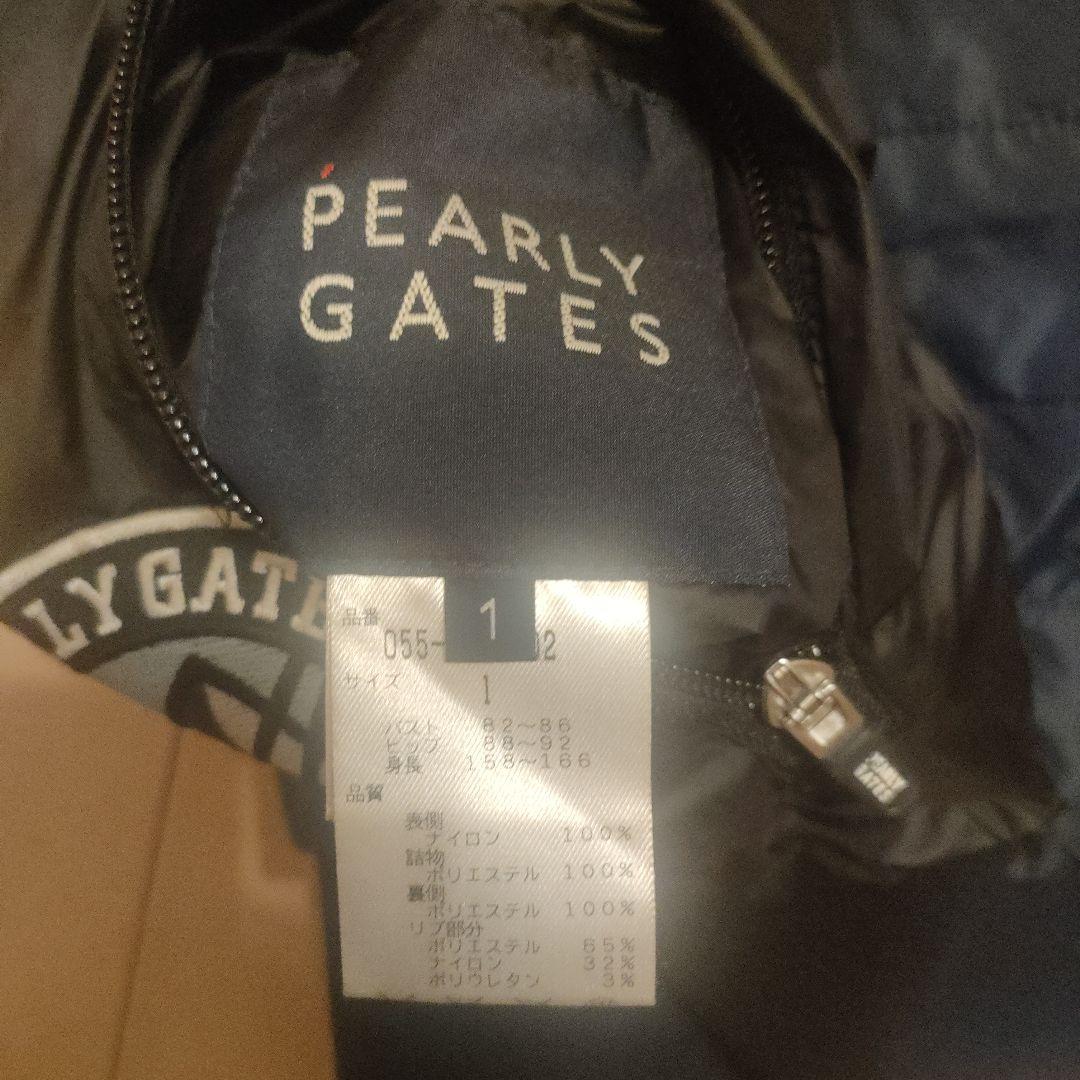 PEARLY
GATES
LYGATE
1
品番
055- 02
サイズ
1
バスト 82～86
ヒップ 88～92
身長 158～166
品質
表側
ナイロン 100%
詰物
ポリエステル 100%
裏側
ポリエステル 100%
リブ部分
ポリエステル 65%
ナイロン 32%
ポリウレタン 3%